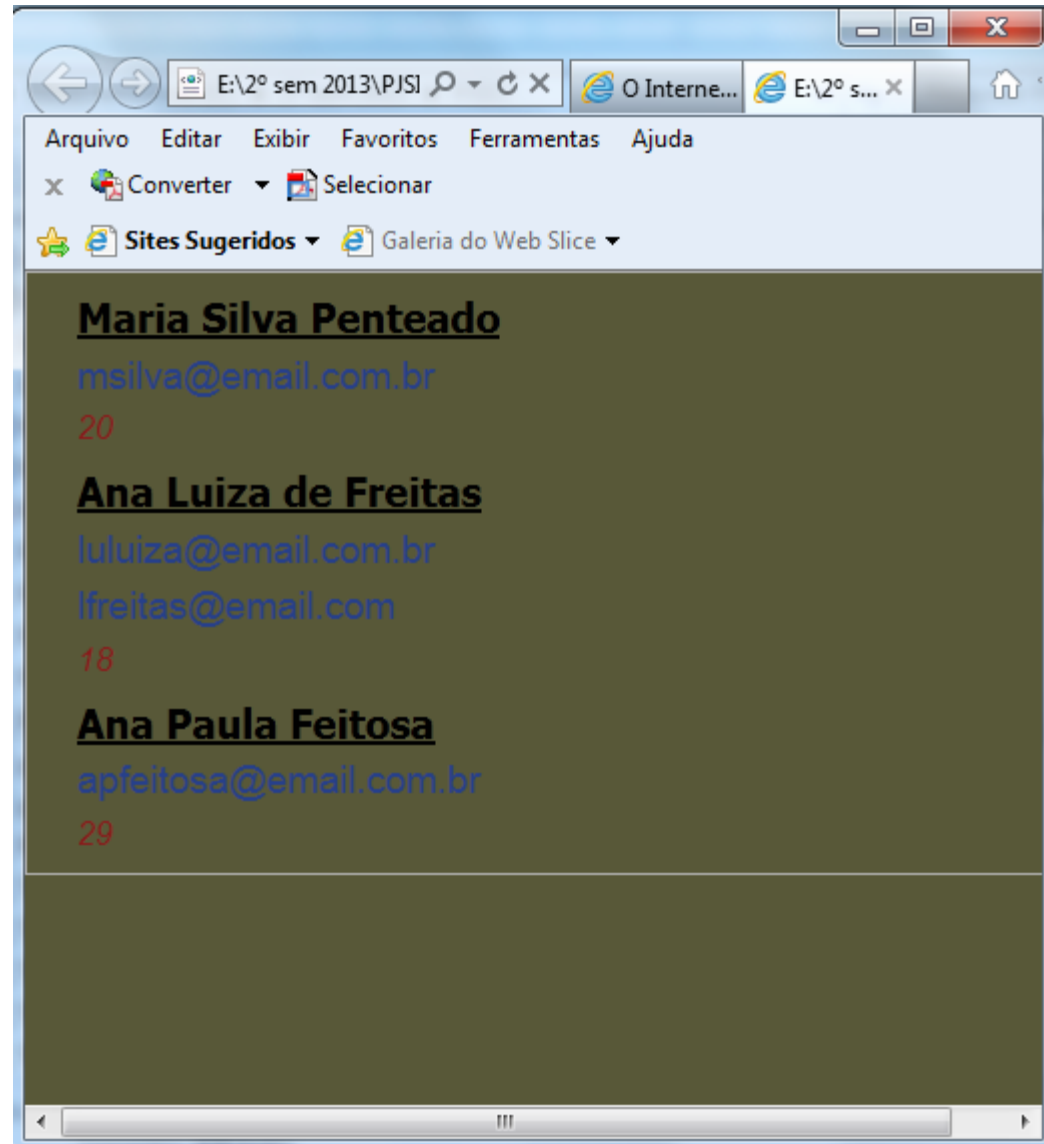 E:\2º sem 2013\PJSI
O Interne...
E:\2º s...
Arquivo Editar Exibir Favoritos Ferramentas Ajuda
x Converter Selecionar
Sites Sugeridos Galeria do Web Slice
Maria Silva Penteado
msilva@email.com.br
20
Ana Luiza de Freitas
luluiza@email.com.br
lfreitas@email.com
18
Ana Paula Feitosa
apfeitosa@email.com.br
29